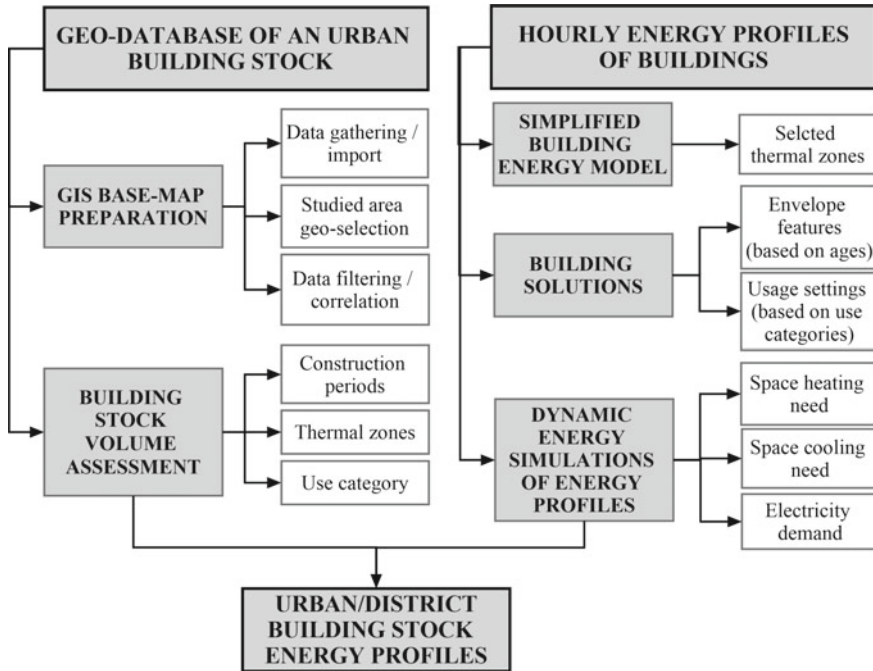 GEO-DATABASE OF AN URBAN
BUILDING STOCK
GIS BASE-MAP
PREPARATION
Data gathering /
import
Studied area
geo-selection
Data filtering /
correlation
BUILDING
STOCK
VOLUME
ASSESSMENT
Construction
periods
Thermal zones
Use category
HOURLY ENERGY PROFILES
OF BUILDINGS
SIMPLIFIED
BUILDING
ENERGY MODEL
Selcted
thermal zones
BUILDING
SOLUTIONS
Envelope
features
(based on ages)
Usage settings
(based on use
categories)
DYNAMIC
ENERGY
SIMULATIONS
OF ENERGY
PROFILES
Space heating
need
Space cooling
need
Electricity
demand
URBAN/DISTRICT
BUILDING STOCK
ENERGY PROFILES